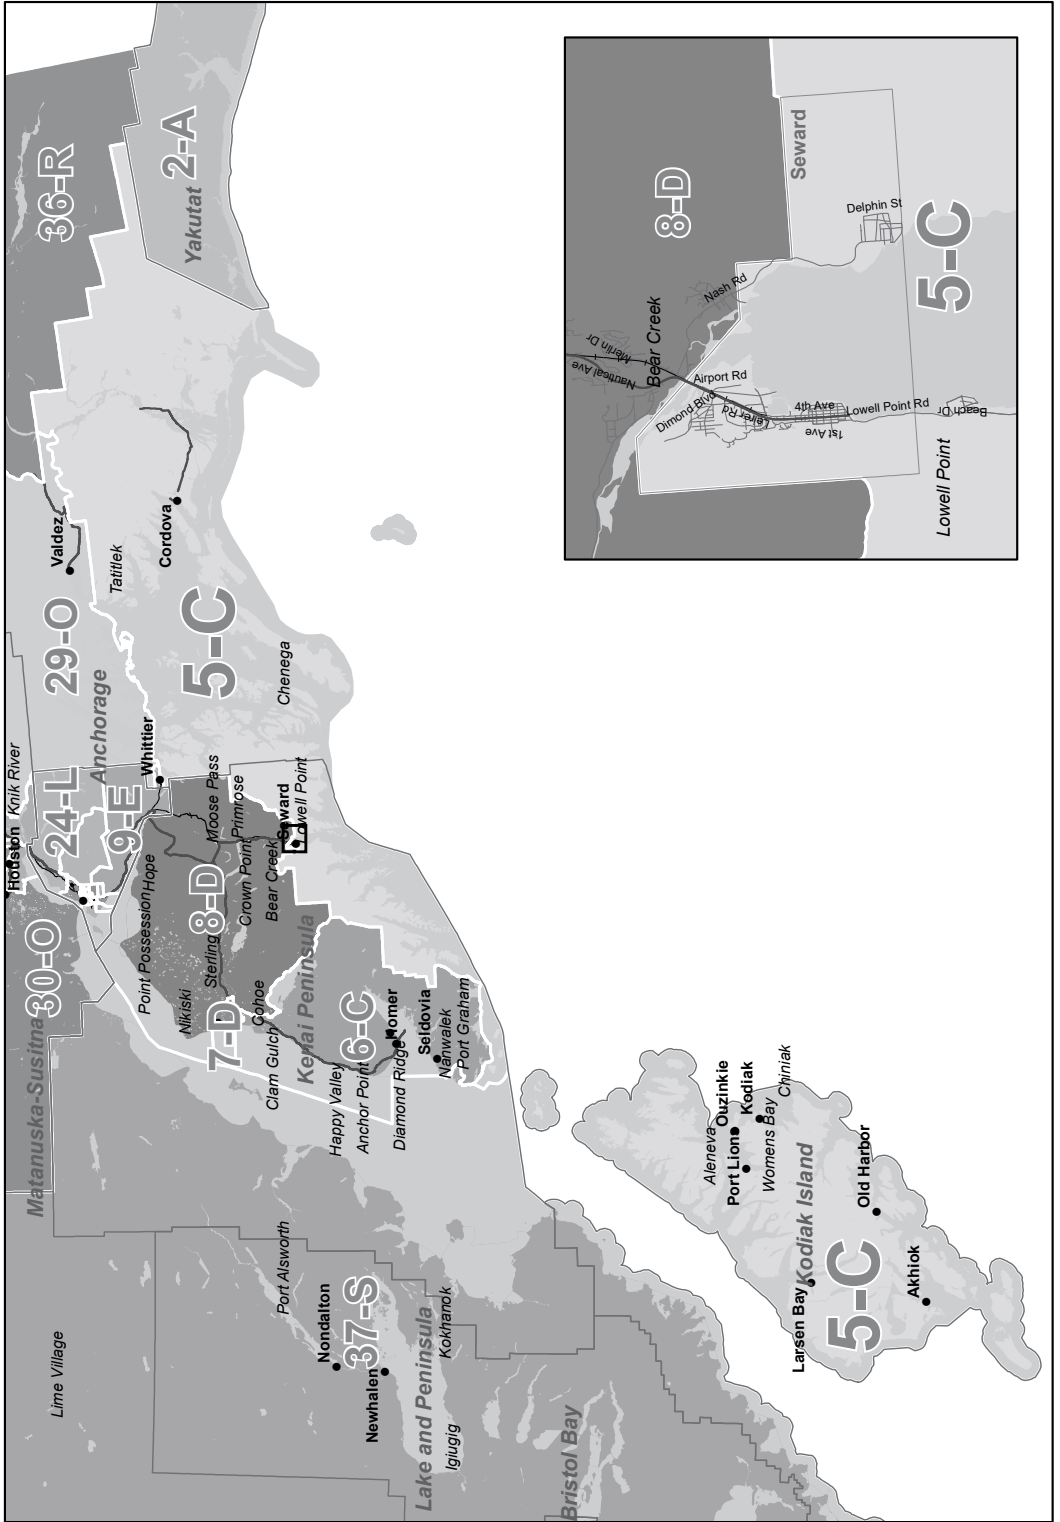 36-R
2-A
Yakutat
Valdez
Tatitlek
Cordova
29-O
5-C
Chenega
Anchorage
Whittier
Knik River
Houston
24-L
9-E
Moose Pass
Primrose
Seward
Lowell Point
Hope
Point Possession
8-D
Crown Point
Bear Creek
30-O
Sterling
Nikiski
7-D
Cohoe
Kenai Peninsula
Clam Gulch
6-C
Homer
Seldovia
Nanwalek
Port Graham
Happy Valley
Anchor Point
Diamond Ridge
Matanuska-Susitna
Port Alsworth
Nondalton
37-S
Newhalen
Lake and Peninsula
Kokhanok
Igiugig
Lime Village
Bristol Bay
Ouzinkie
Kodiak
Chiniak
Aleneva
Port Lions
Womens Bay
Kodiak Island
Old Harbor
Larsen Bay
5-C
Akhiok
8-D
Seward
Delphin St
5-C
Nash Rd
Bear Creek
Merlin Dr
Nautical Ave
Airport Rd
Dimond Blvd
Leirer Rd
4th Ave
1st Ave
Lowell Point Rd
Beach Dr
Lowell Point